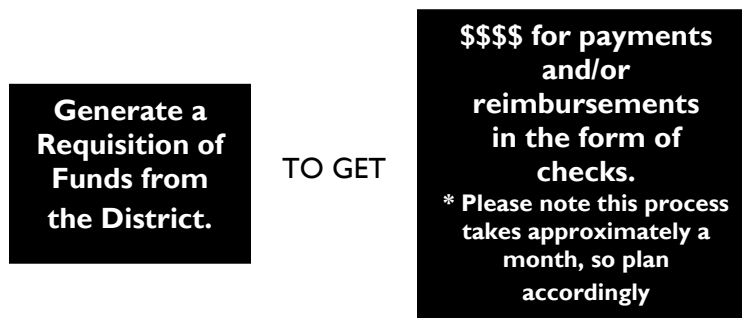 Generate a
Requisition of
Funds from
the District.
TO GET
$$$$ for payments
and/or
reimbursements
in the form of
checks.
* Please note this process
takes approximately a
month, so plan
accordingly